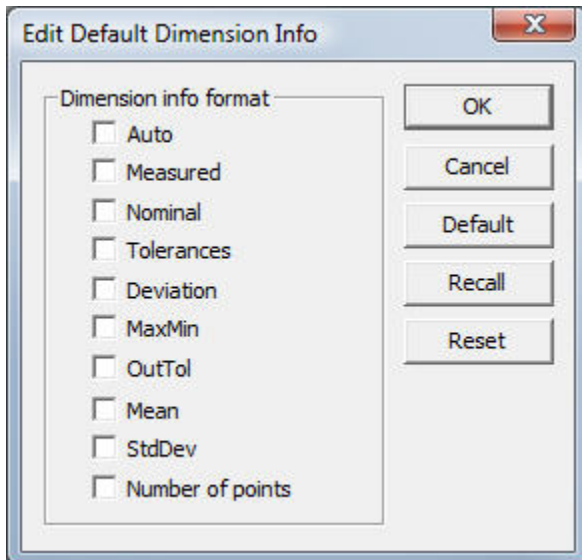 Edit Default Dimension Info
Dimension info format
Auto
Measured
Nominal
Tolerances
Deviation
MaxMin
OutTol
Mean
StdDev
Number of points
OK
Cancel
Default
Recall
Reset